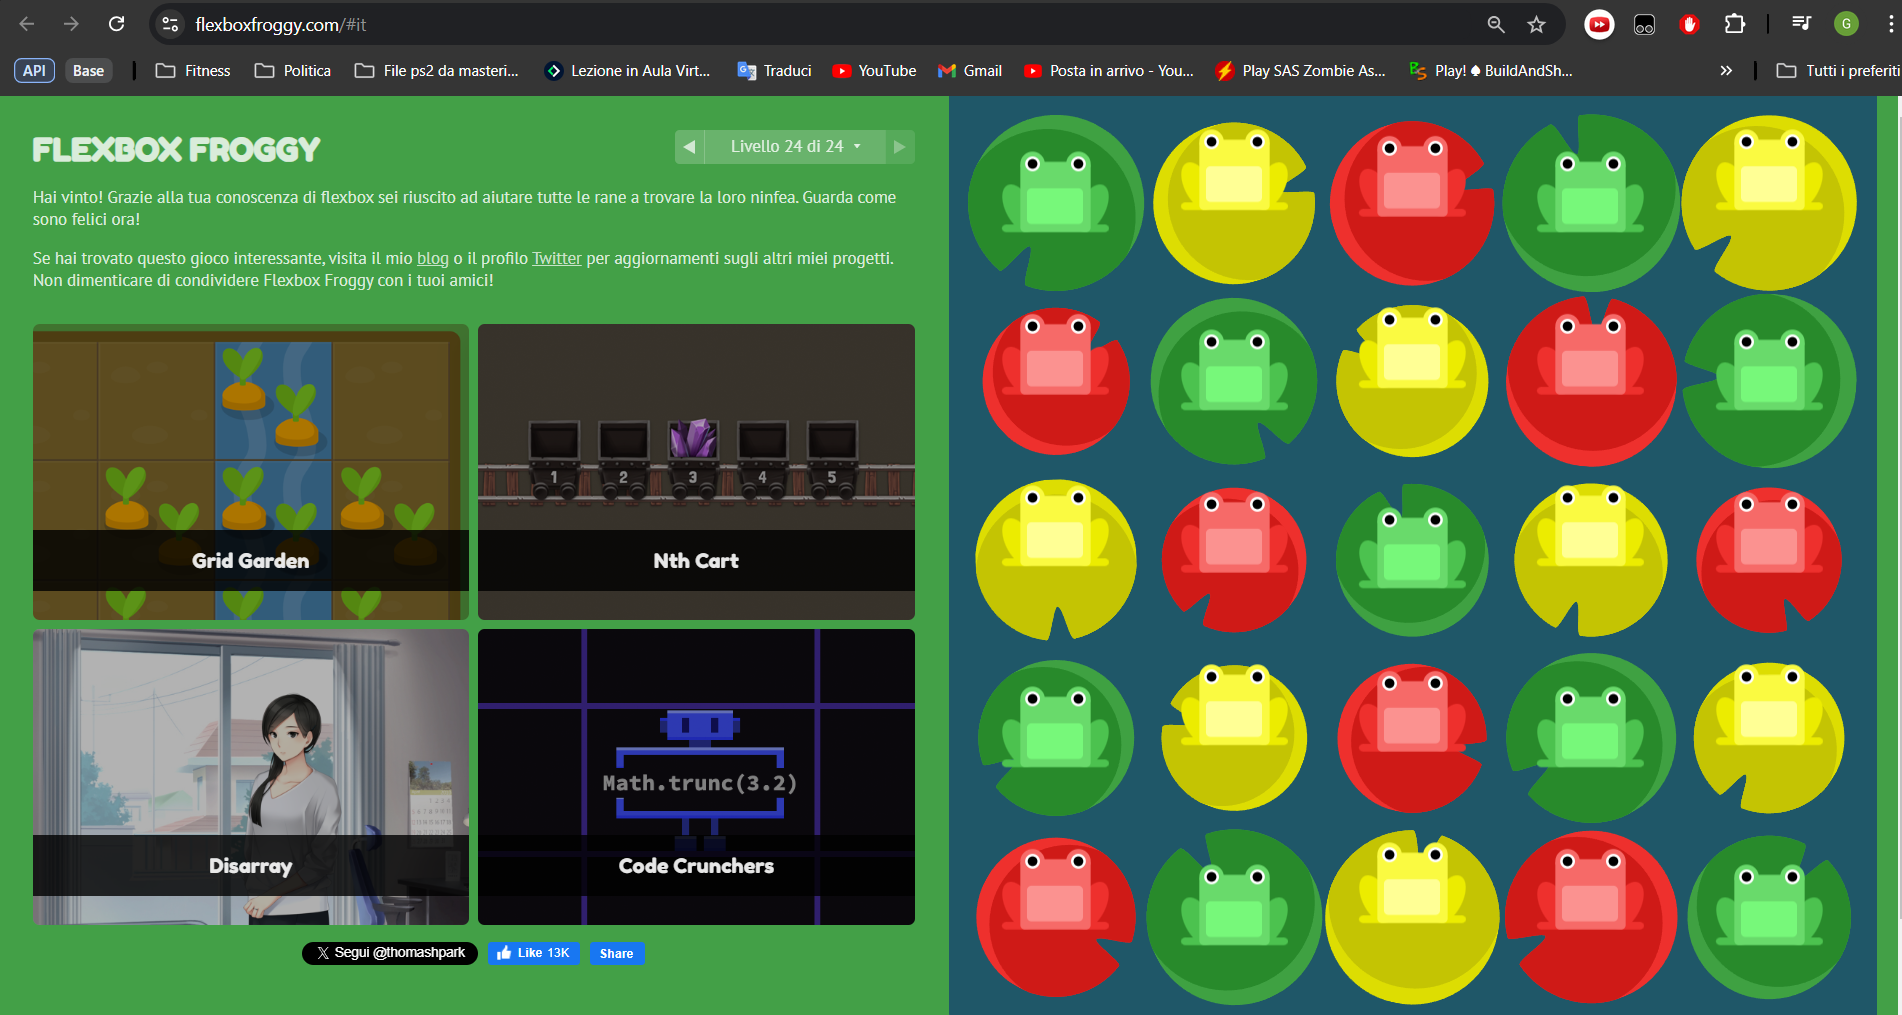 flexboxfroggy.com/#it
G
API
Base
Fitness
Politica
File ps2 da masteri...
Lezione in Aula Virt...
Traduci
YouTube
Gmail
Posta in arrivo - You...
Play SAS Zombie As...
Play! ♠ BuildAndSh...
Tutti i preferiti
FLEXBOX FROGGY
Livello 24 di 24
Hai vinto! Grazie alla tua conoscenza di flexbox sei riuscito ad aiutare tutte le rane a trovare la loro ninfea. Guarda come
sono felici ora!
Se hai trovato questo gioco interessante, visita il mio blog o il profilo Twitter per aggiornamenti sugli altri miei progetti.
Non dimenticare di condividere Flexbox Froggy con i tuoi amici!
1 2 3 4 5
Grid Garden
Nth Cart
Math.trunc(3.2)
Disarray
Code Crunchers
Segui @thomashpark
Like 13K
Share